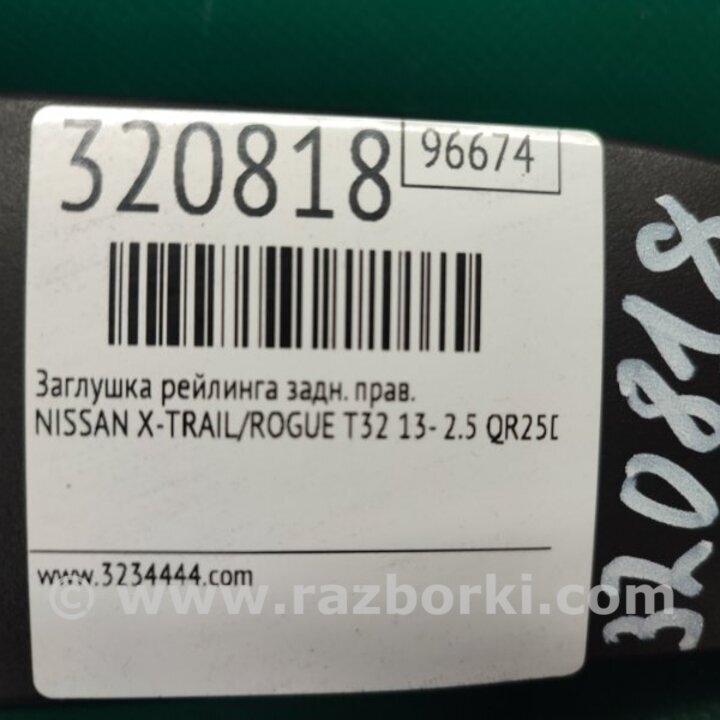 320818
96674
Заглушка рейлинга задн. прав.
NISSAN X-TRAIL/ROGUE T32 13- 2.5 QR25D
www.3234444.com
© www.razborki.com
320818